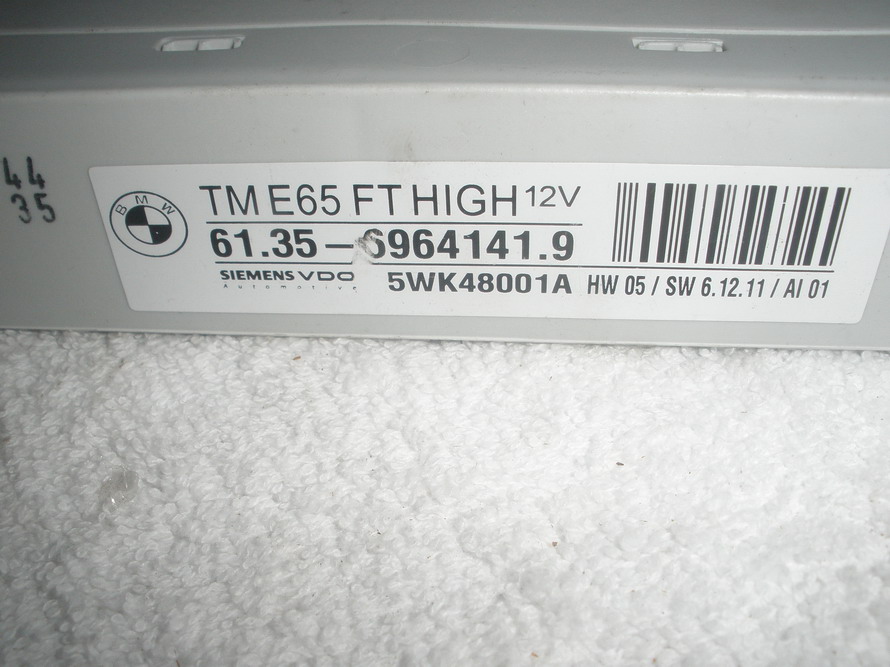 44
35
BMW
TM E65 FT HIGH 12V
61.35-6964141.9
SIEMENS VDO
Automotive
5WK48001A HW 05 / SW 6.12.11 / AI 01